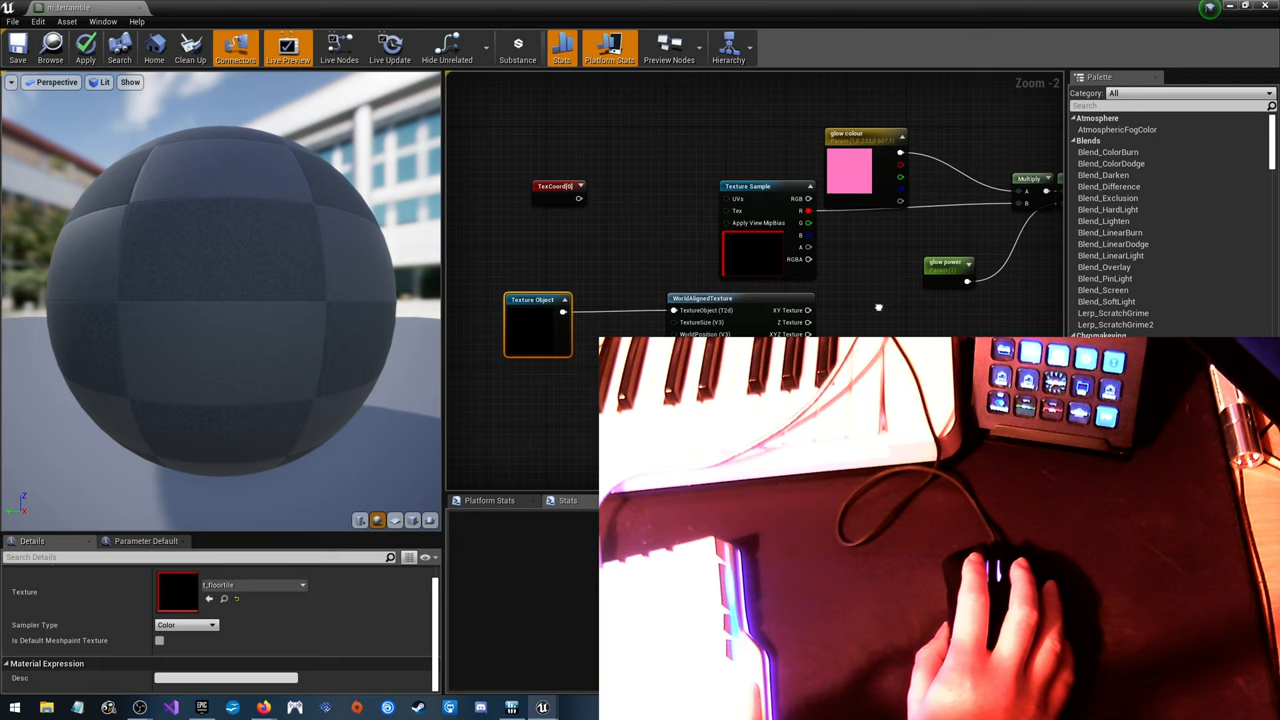 m_terraintile
File Edit Asset Window Help
Save Browse Apply Search Home Clean Up Connectors Live Preview Live Nodes Live Update Hide Unrelated Substance Stats Platform Stats Preview Nodes Hierarchy
Perspective Lit Show
Zoom -2
Palette
Category: All
Search
Atmosphere
AtmosphericFogColor
Blends
Blend_ColorBurn
Blend_ColorDodge
Blend_Darken
Blend_Difference
Blend_Exclusion
Blend_HardLight
Blend_Lighten
Blend_LinearBurn
Blend_LinearDodge
Blend_LinearLight
Blend_Overlay
Blend_PinLight
Blend_Screen
Blend_SoftLight
Lerp_ScratchGrime
Lerp_ScratchGrime2
glow colour
TexCoord[0]
Texture Sample
UVs RGB
Tex R
Apply View MipBias G
B
A
RGBA
Multiply
A
B
glow power
Param (1)
Texture Object
WorldAlignedTexture
TextureObject (T2d) XY Texture
TextureSize (V3) Z Texture
WorldPosition (V3) XYZ Texture
Platform Stats Stats
Details Parameter Default
Search Details
Texture t_floortile
Sampler Type Color
Is Default Meshpaint Texture
Material Expression
Desc